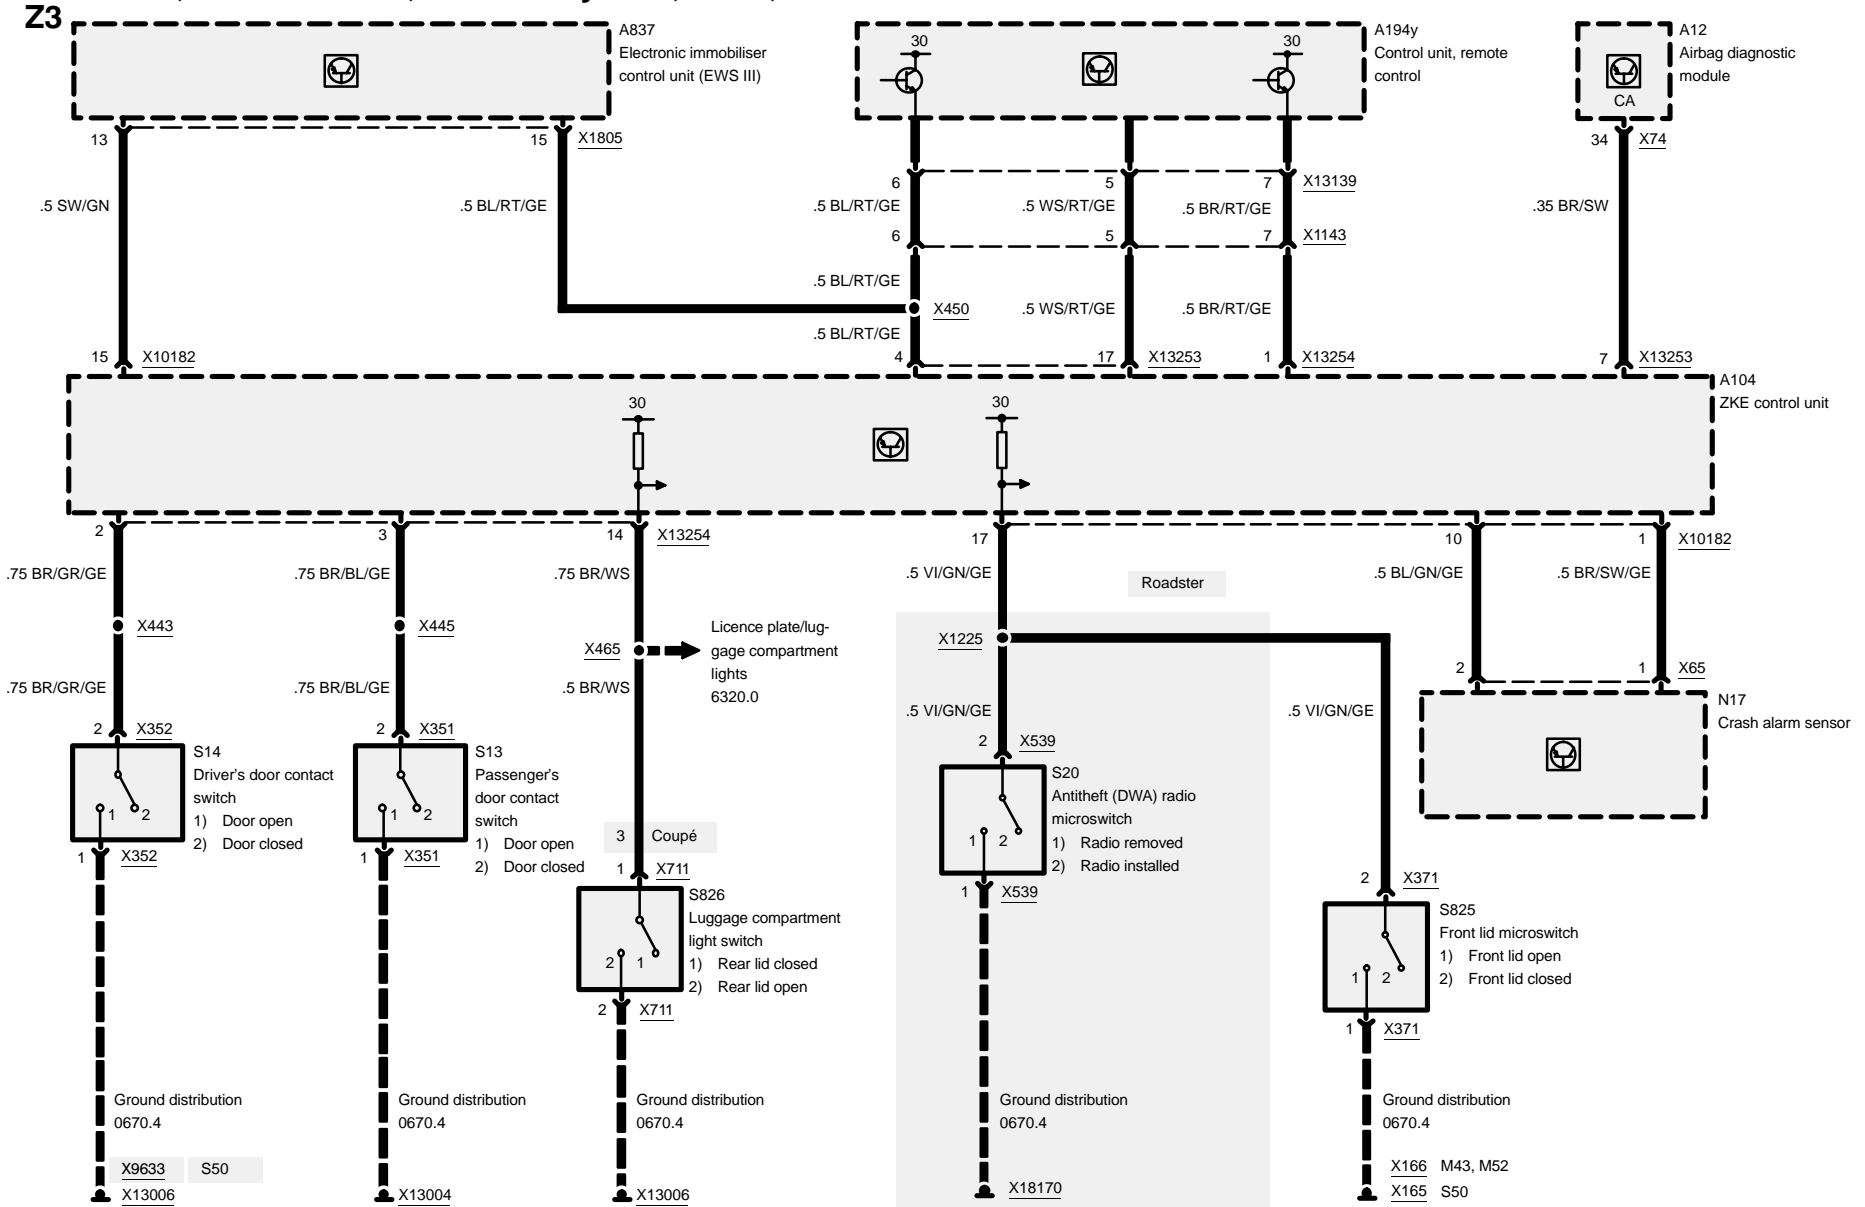 Z3
A837
Electronic immobiliser
control unit (EWS III)
30
30
A194y
Control unit, remote
control
A12
Airbag diagnostic
module
CA
13
15
X1805
34
X74
6
5
7
X13139
.5 SW/GN
.5 BL/RT/GE
.5 BL/RT/GE
.5 WS/RT/GE
.5 BR/RT/GE
.35 BR/SW
6
5
7
X1143
.5 BL/RT/GE
X450
.5 WS/RT/GE
.5 BR/RT/GE
.5 BL/RT/GE
15
X10182
4
17
X13253
1
X13254
7
X13253
A104
ZKE control unit
30
30
2
3
14
X13254
17
10
1
X10182
.75 BR/GR/GE
.75 BR/BL/GE
.75 BR/WS
.5 VI/GN/GE
Roadster
.5 BL/GN/GE
.5 BR/SW/GE
X443
X445
X465
Licence plate/lug-
gage compartment
lights
6320.0
X1225
2
1
X65
.75 BR/GR/GE
.75 BR/BL/GE
.5 BR/WS
.5 VI/GN/GE
.5 VI/GN/GE
N17
Crash alarm sensor
2
X352
2
X351
2
X539
S14
Driver's door contact
switch
1) Door open
2) Door closed
1
2
S13
Passenger's
door contact
switch
1) Door open
2) Door closed
1
2
S20
Antitheft (DWA) radio
microswitch
1) Radio removed
2) Radio installed
1
2
3
Coupé
1
X352
1
X351
1
X711
1
X539
2
X371
S826
Luggage compartment
light switch
1) Rear lid closed
2) Rear lid open
2
1
S825
Front lid microswitch
1) Front lid open
2) Front lid closed
1
2
2
X711
1
X371
Ground distribution
0670.4
Ground distribution
0670.4
Ground distribution
0670.4
Ground distribution
0670.4
Ground distribution
0670.4
X9633
S50
X13006
X13004
X13006
X18170
X166 M43, M52
X165 S50